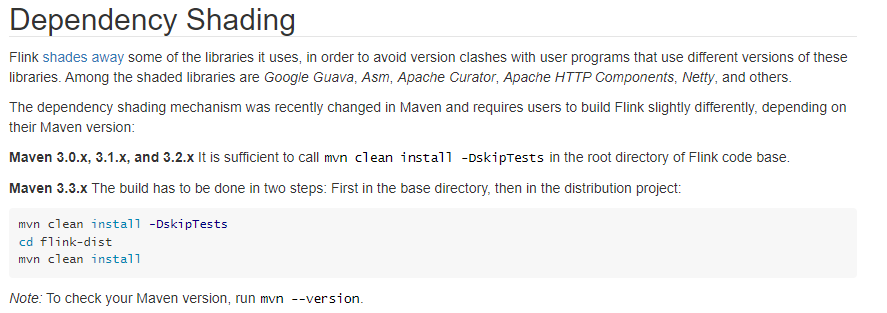 Dependency Shading
Flink shades away some of the libraries it uses, in order to avoid version clashes with user programs that use different versions of these
libraries. Among the shaded libraries are Google Guava, Asm, Apache Curator, Apache HTTP Components, Netty, and others.
The dependency shading mechanism was recently changed in Maven and requires users to build Flink slightly differently, depending on
their Maven version:
Maven 3.0.x, 3.1.x, and 3.2.x It is sufficient to call mvn clean install -DskipTests in the root directory of Flink code base.
Maven 3.3.x The build has to be done in two steps: First in the base directory, then in the distribution project:
mvn clean install -DskipTests
cd flink-dist
mvn clean install
Note: To check your Maven version, run mvn --version.